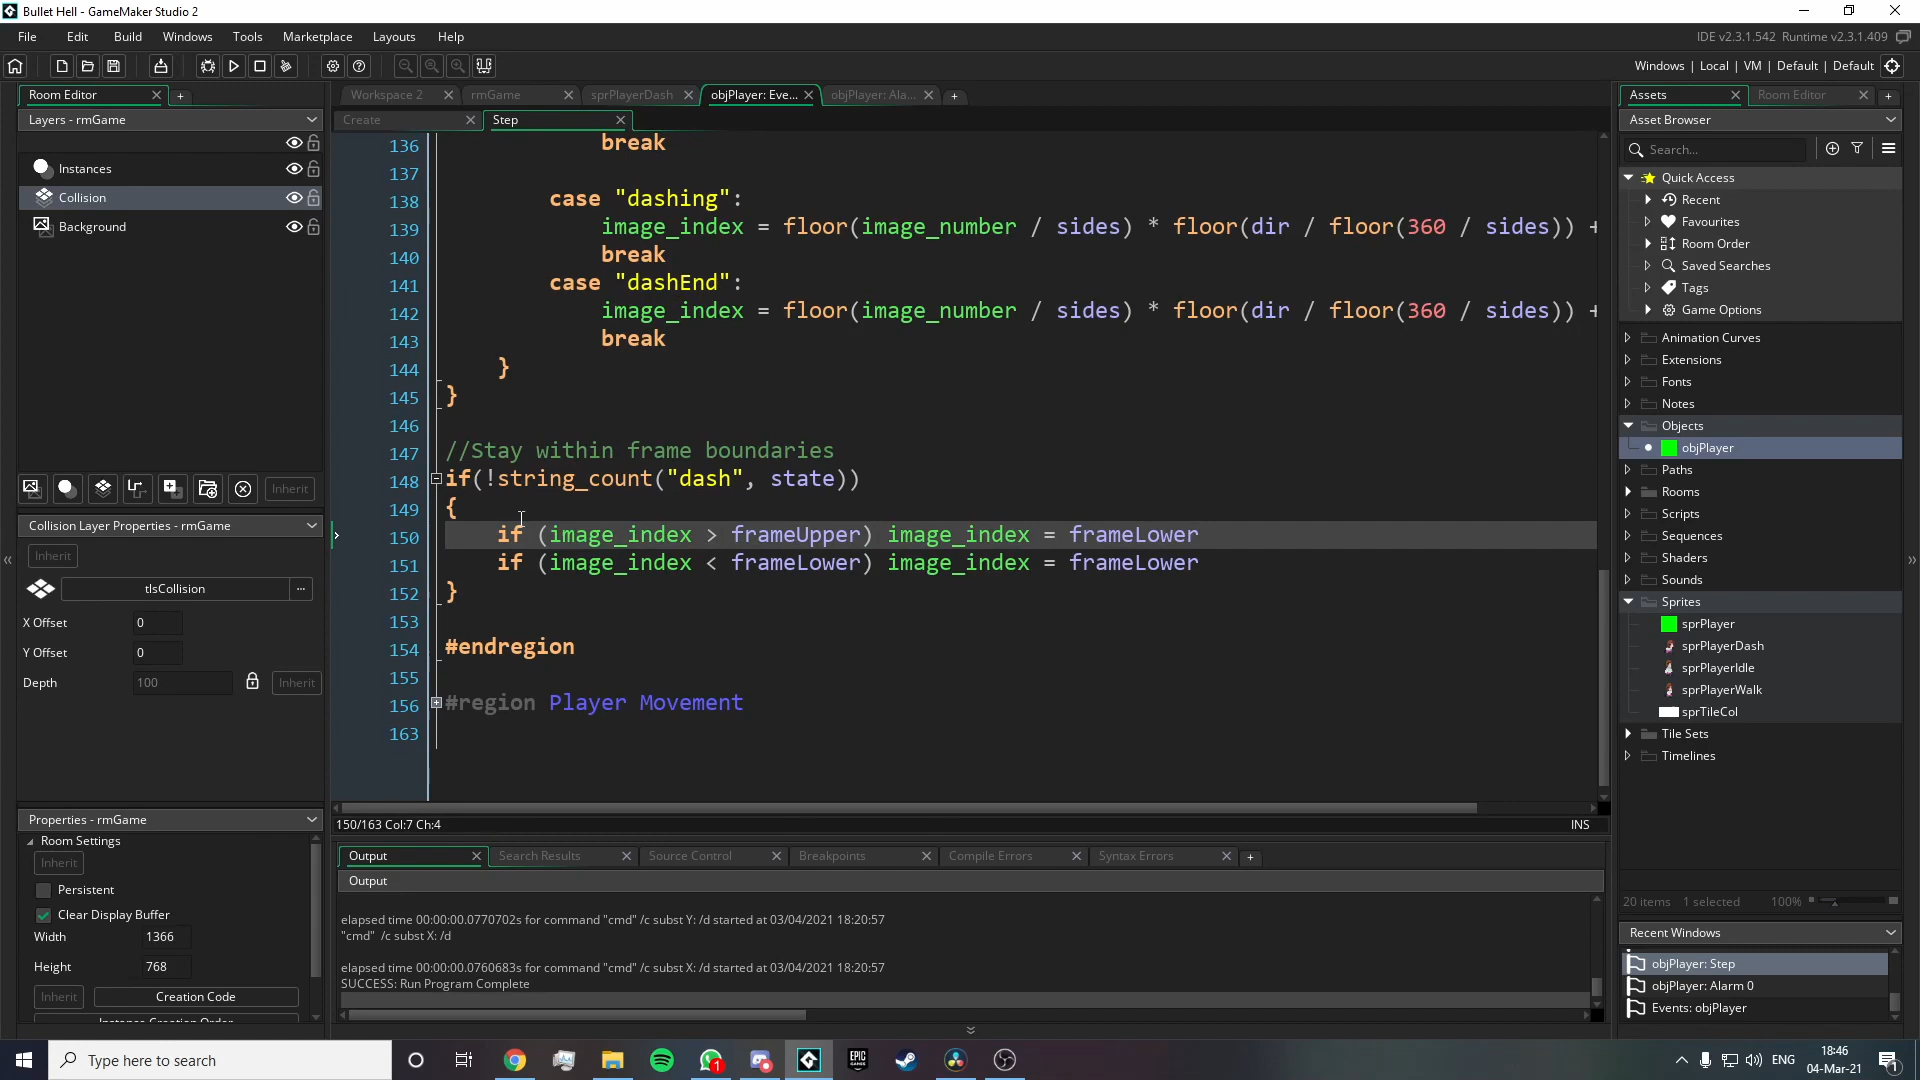 Bullet Hell - GameMaker Studio 2
File Edit Build Windows Tools Marketplace Layouts Help
IDE v2.3.1.542 Runtime v2.3.1.409
Windows | Local | VM | Default | Default
Room Editor
Layers - rmGame
Instances
Collision
Background
Inherit
Collision Layer Properties - rmGame
Inherit
tlsCollision ...
X Offset 0
Y Offset 0
Depth 100 Inherit
Properties - rmGame
Room Settings
Inherit
Persistent
Clear Display Buffer
Width 1366
Height 768
Inherit Creation Code
Workspace 2 rmGame sprPlayerDash objPlayer: Eve... objPlayer: Ala...
Create Step
136 break
137
138 case "dashing":
139 image_index = floor(image_number / sides) * floor(dir / floor(360 / sides)) +
140 break
141 case "dashEnd":
142 image_index = floor(image_number / sides) * floor(dir / floor(360 / sides)) +
143 break
144 }
145 }
146
147 //Stay within frame boundaries
148 if(!string_count("dash", state))
149 {
150 if (image_index > frameUpper) image_index = frameLower
151 if (image_index < frameLower) image_index = frameLower
152 }
153
154 #endregion
155
156 #region Player Movement
163
150/163 Col:7 Ch:4
INS
Output Search Results Source Control Breakpoints Compile Errors Syntax Errors
Output
elapsed time 00:00:00.0770702s for command "cmd" /c subst Y: /d started at 03/04/2021 18:20:57
"cmd" /c subst X: /d
elapsed time 00:00:00.0760683s for command "cmd" /c subst X: /d started at 03/04/2021 18:20:57
SUCCESS: Run Program Complete
Assets Room Editor
Asset Browser
Search...
Quick Access
Recent
Favourites
Room Order
Saved Searches
Tags
Game Options
Animation Curves
Extensions
Fonts
Notes
Objects
objPlayer
Paths
Rooms
Scripts
Sequences
Shaders
Sounds
Sprites
sprPlayer
sprPlayerDash
sprPlayerIdle
sprPlayerWalk
sprTileCol
Tile Sets
Timelines
20 items 1 selected 100%
Recent Windows
objPlayer: Step
objPlayer: Alarm 0
Events: objPlayer
Type here to search
EPIC GAMES
ENG
18:46
04-Mar-21